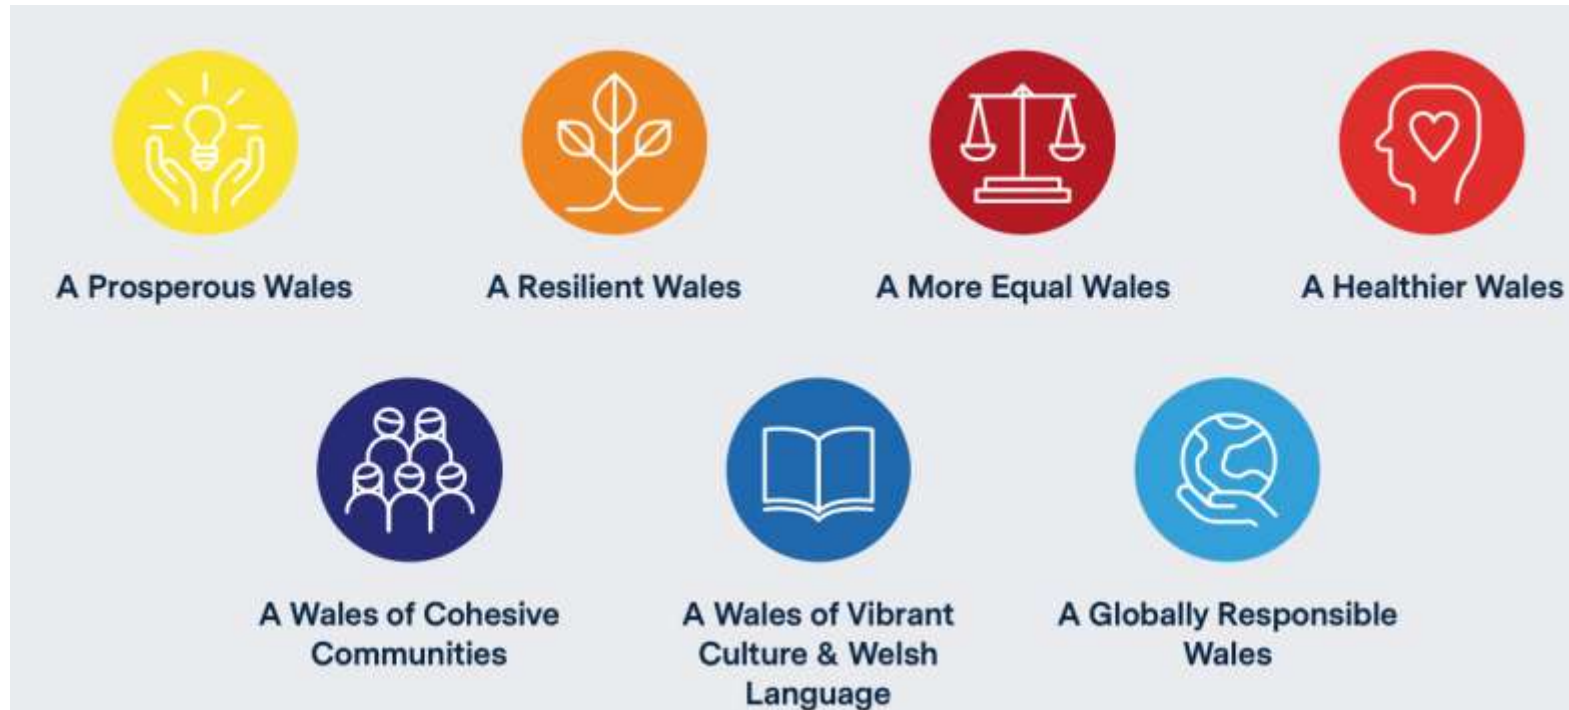 A Prosperous Wales
A Resilient Wales
A More Equal Wales
A Healthier Wales
A Wales of Cohesive
Communities
A Wales of Vibrant
Culture & Welsh
Language
A Globally Responsible
Wales